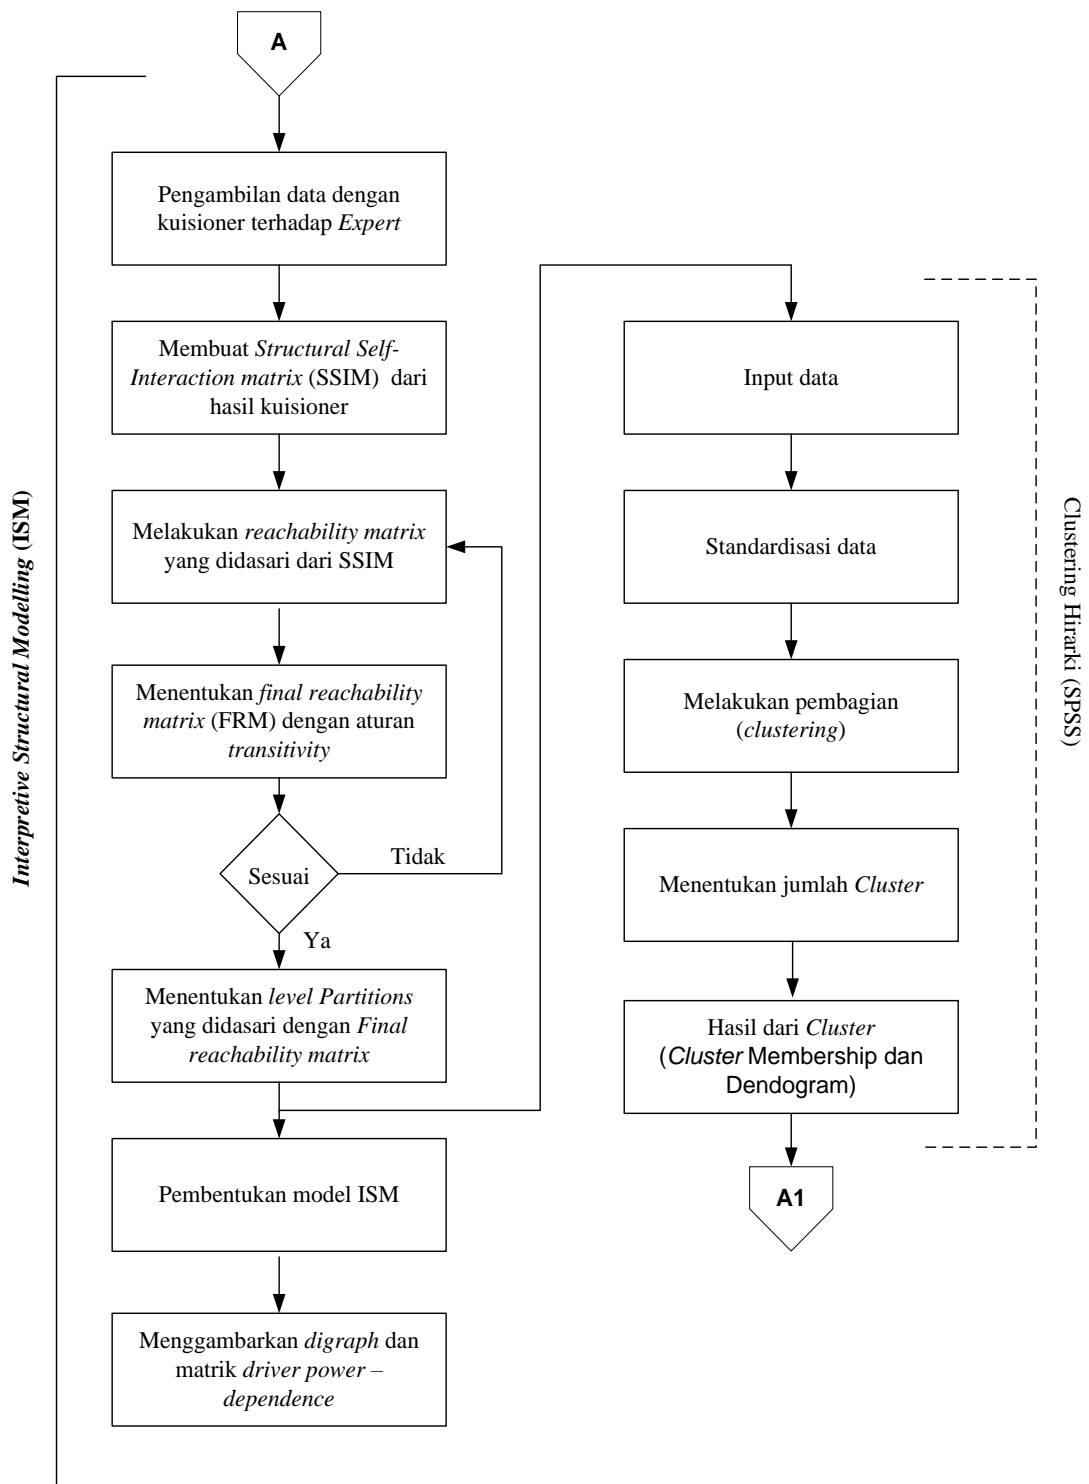 A
Interpretive Structural Modelling (ISM)
Pengambilan data dengan
kuisioner terhadap Expert
Membuat Structural Self-
Interaction matrix (SSIM) dari
hasil kuisioner
Melakukan reachability matrix
yang didasari dari SSIM
Menentukan final reachability
matrix (FRM) dengan aturan
transitivity
Sesuai
Tidak
Ya
Menentukan level Partitions
yang didasari dengan Final
reachability matrix
Pembentukan model ISM
Menggambarkan digraph dan
matrik driver power –
dependence
Input data
Standardisasi data
Melakukan pembagian
(clustering)
Menentukan jumlah Cluster
Hasil dari Cluster
(Cluster Membership dan
Dendogram)
A1
Clustering Hirarki (SPSS)